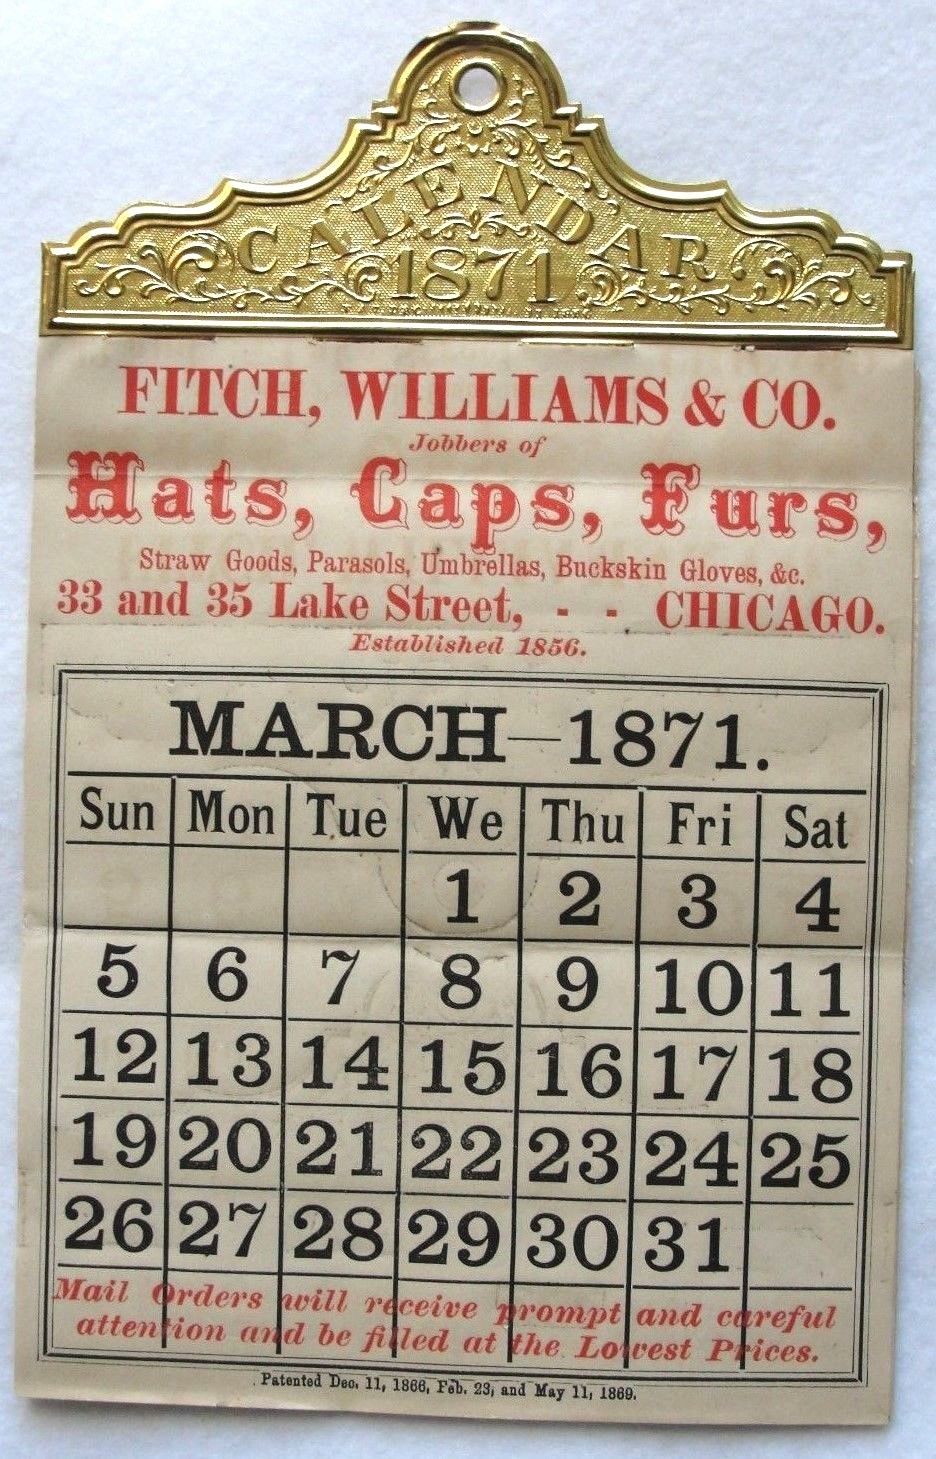 CALENDAR
1871
FITCH, WILLIAMS & CO.
Jobbers of
Hats, Caps, Furs,
Straw Goods, Parasols, Umbrellas, Buckskin Gloves, &c.
33 and 35 Lake Street, - - CHICAGO.
Established 1856.
MARCH—1871.
Sun Mon Tue We Thu Fri Sat
1 2 3 4
5 6 7 8 9 10 11
12 13 14 15 16 17 18
19 20 21 22 23 24 25
26 27 28 29 30 31
Mail Orders will receive prompt and careful
attention and be filled at the Lowest Prices.
Patented Dec. 11, 1866, Feb. 23, and May 11, 1869.